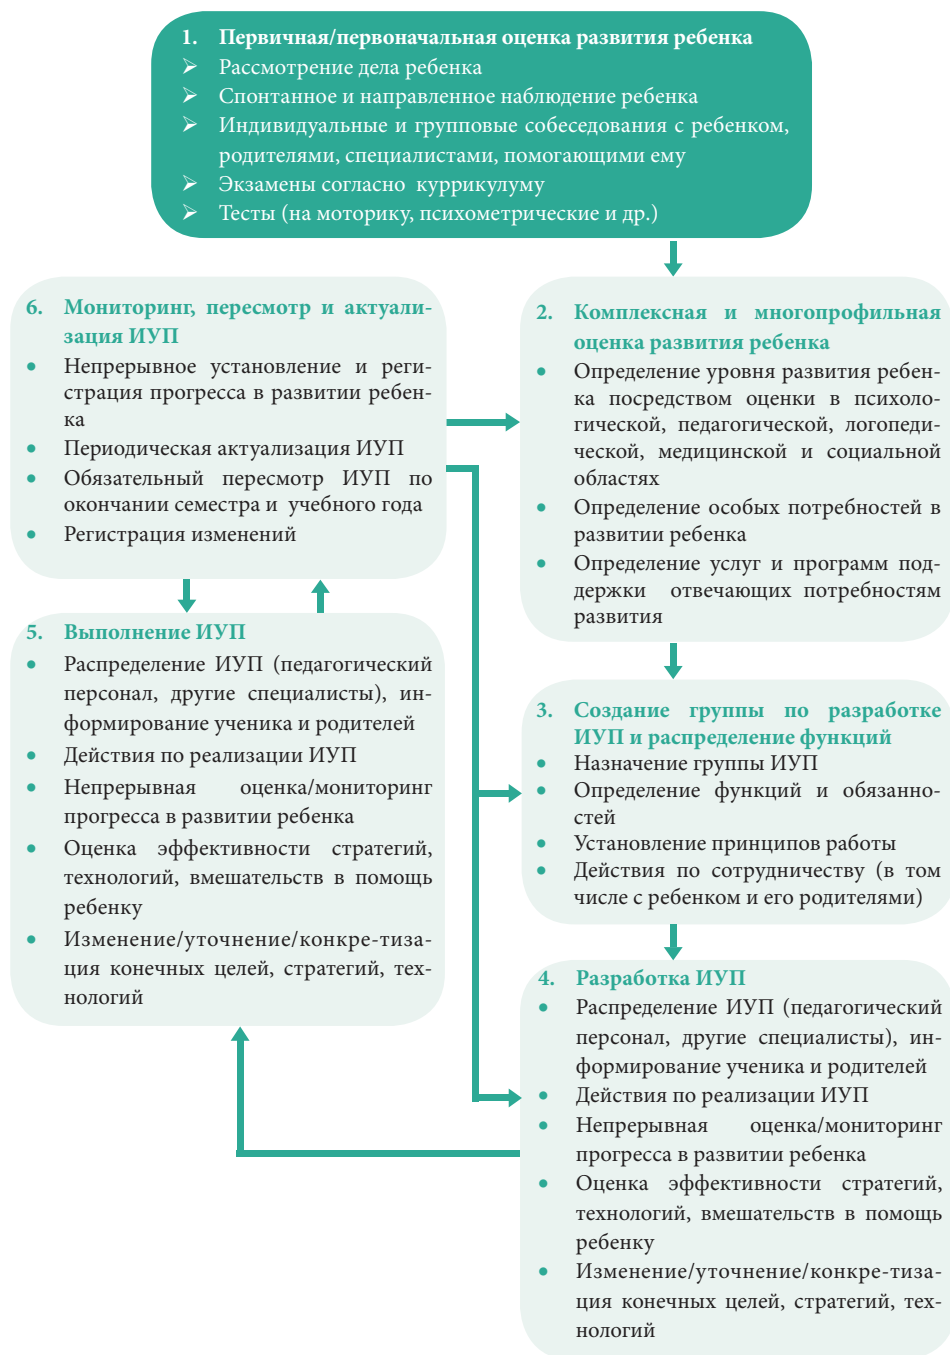 1. Первичная/первоначальная оценка развития ребенка
➢ Рассмотрение дела ребенка
➢ Спонтанное и направленное наблюдение ребенка
➢ Индивидуальные и групповые собеседования с ребенком,
родителями, специалистами, помогающими ему
➢ Экзамены согласно куррикулуму
➢ Тесты (на моторику, психометрические и др.)
6. Мониторинг, пересмотр и актуали-
зация ИУП
• Непрерывное установление и реги-
страция прогресса в развитии ребен-
ка
• Периодическая актуализация ИУП
• Обязательный пересмотр ИУП по
окончании семестра и учебного года
• Регистрация изменений
2. Комплексная и многопрофильная
оценка развития ребенка
• Определение уровня развития ребен-
ка посредством оценки в психоло-
гической, педагогической, логопеди-
ческой, медицинской и социальной
областях
• Определение особых потребностей в
развитии ребенка
• Определение услуг и программ под-
держки отвечающих потребностям
развития
5. Выполнение ИУП
• Распределение ИУП (педагогический
персонал, другие специалисты), ин-
формирование ученика и родителей
• Действия по реализации ИУП
• Непрерывная оценка/мониторинг
прогресса в развитии ребенка
• Оценка эффективности стратегий,
технологий, вмешательств в помощь
ребенку
• Изменение/уточнение/конкре-тиза-
ция конечных целей, стратегий, тех-
нологий
3. Создание группы по разработке
ИУП и распределение функций
• Назначение группы ИУП
• Определение функций и обязанно-
стей
• Установление принципов работы
• Действия по сотрудничеству (в том
числе с ребенком и его родителями)
4. Разработка ИУП
• Распределение ИУП (педагогический
персонал, другие специалисты), ин-
формирование ученика и родителей
• Действия по реализации ИУП
• Непрерывная оценка/мониторинг
прогресса в развитии ребенка
• Оценка эффективности стратегий,
технологий, вмешательств в помощь
ребенку
• Изменение/уточнение/конкре-тиза-
ция конечных целей, стратегий, тех-
нологий